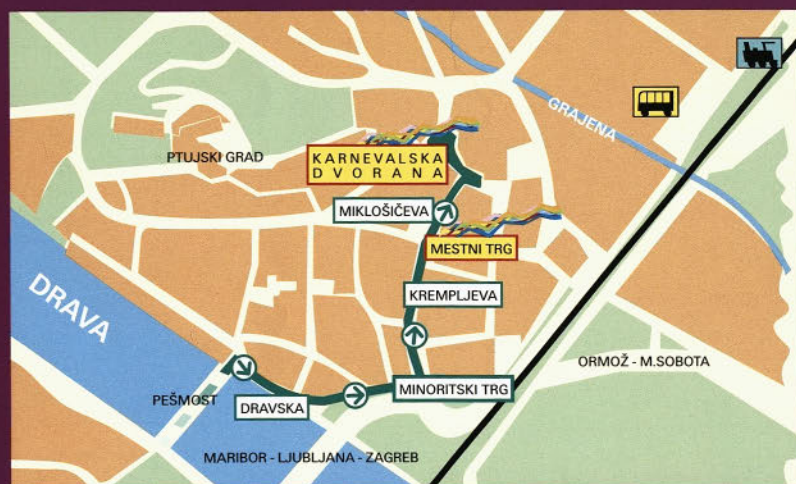 GRAJENA
PTUJSKI GRAD
KARNEVALSKA
DVORANA
MIKLOŠIČEVA
MESTNI TRG
DRAVA
KREMPLJEVA
ORMOŽ - M.SOBOTA
PEŠMOST
MINORITSKI TRG
DRAVSKA
MARIBOR - LJUBLJANA - ZAGREB